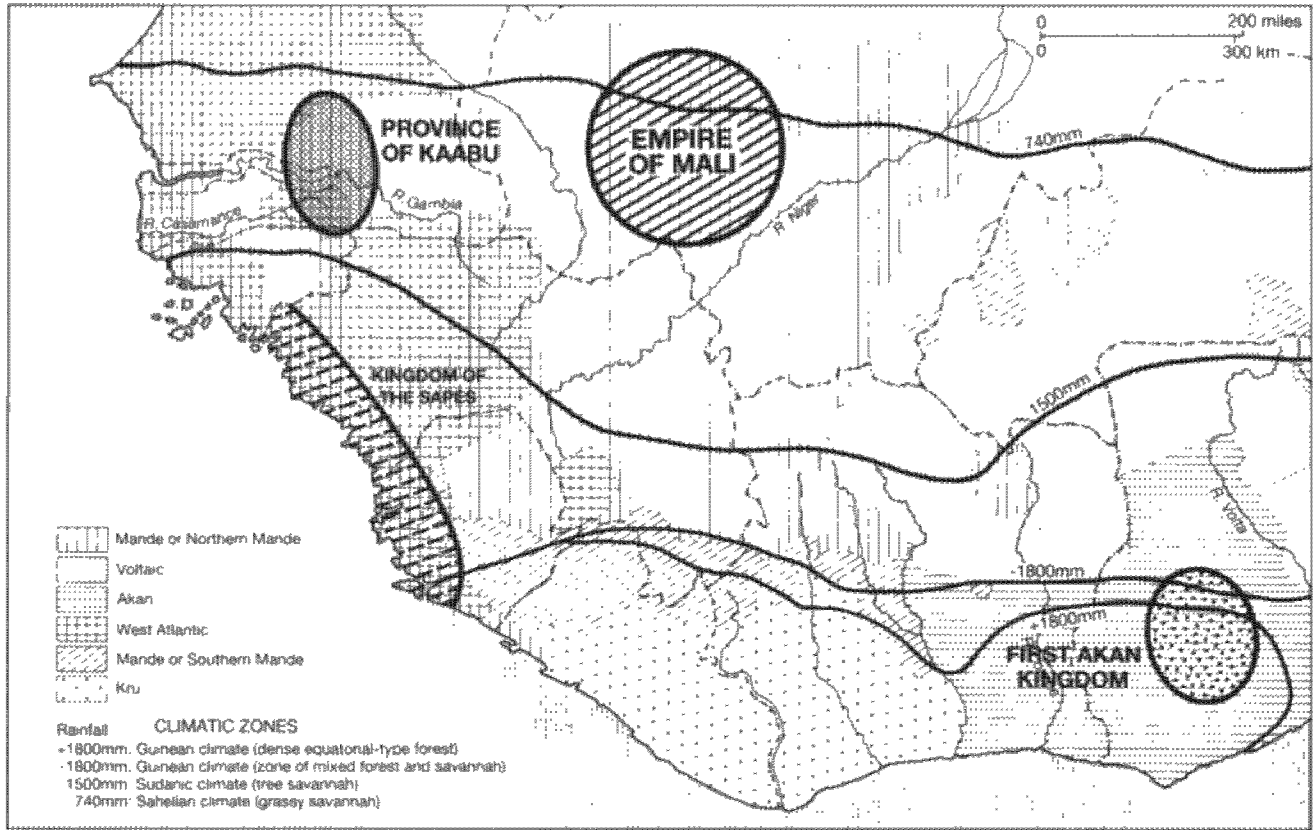 0 200 miles
0 300 km
PROVINCE
OF KAABU
EMPIRE
OF MALI
740mm
R. Gambia
R. Casamance
R. Niger
KINGDOM OF
THE SAPES
1500mm
R. Volta
-1800mm
+1800mm
FIRST AKAN
KINGDOM
Mande or Northern Mande
Voltaic
Akan
West Atlantic
Mande or Southern Mande
Kru
Rainfall CLIMATIC ZONES
+1800mm. Guinean climate (dense equatorial-type forest)
-1800mm. Guinean climate (zone of mixed forest and savannah)
1500mm Sudanic climate (tree savannah)
740mm Sahelian climate (grassy savannah)